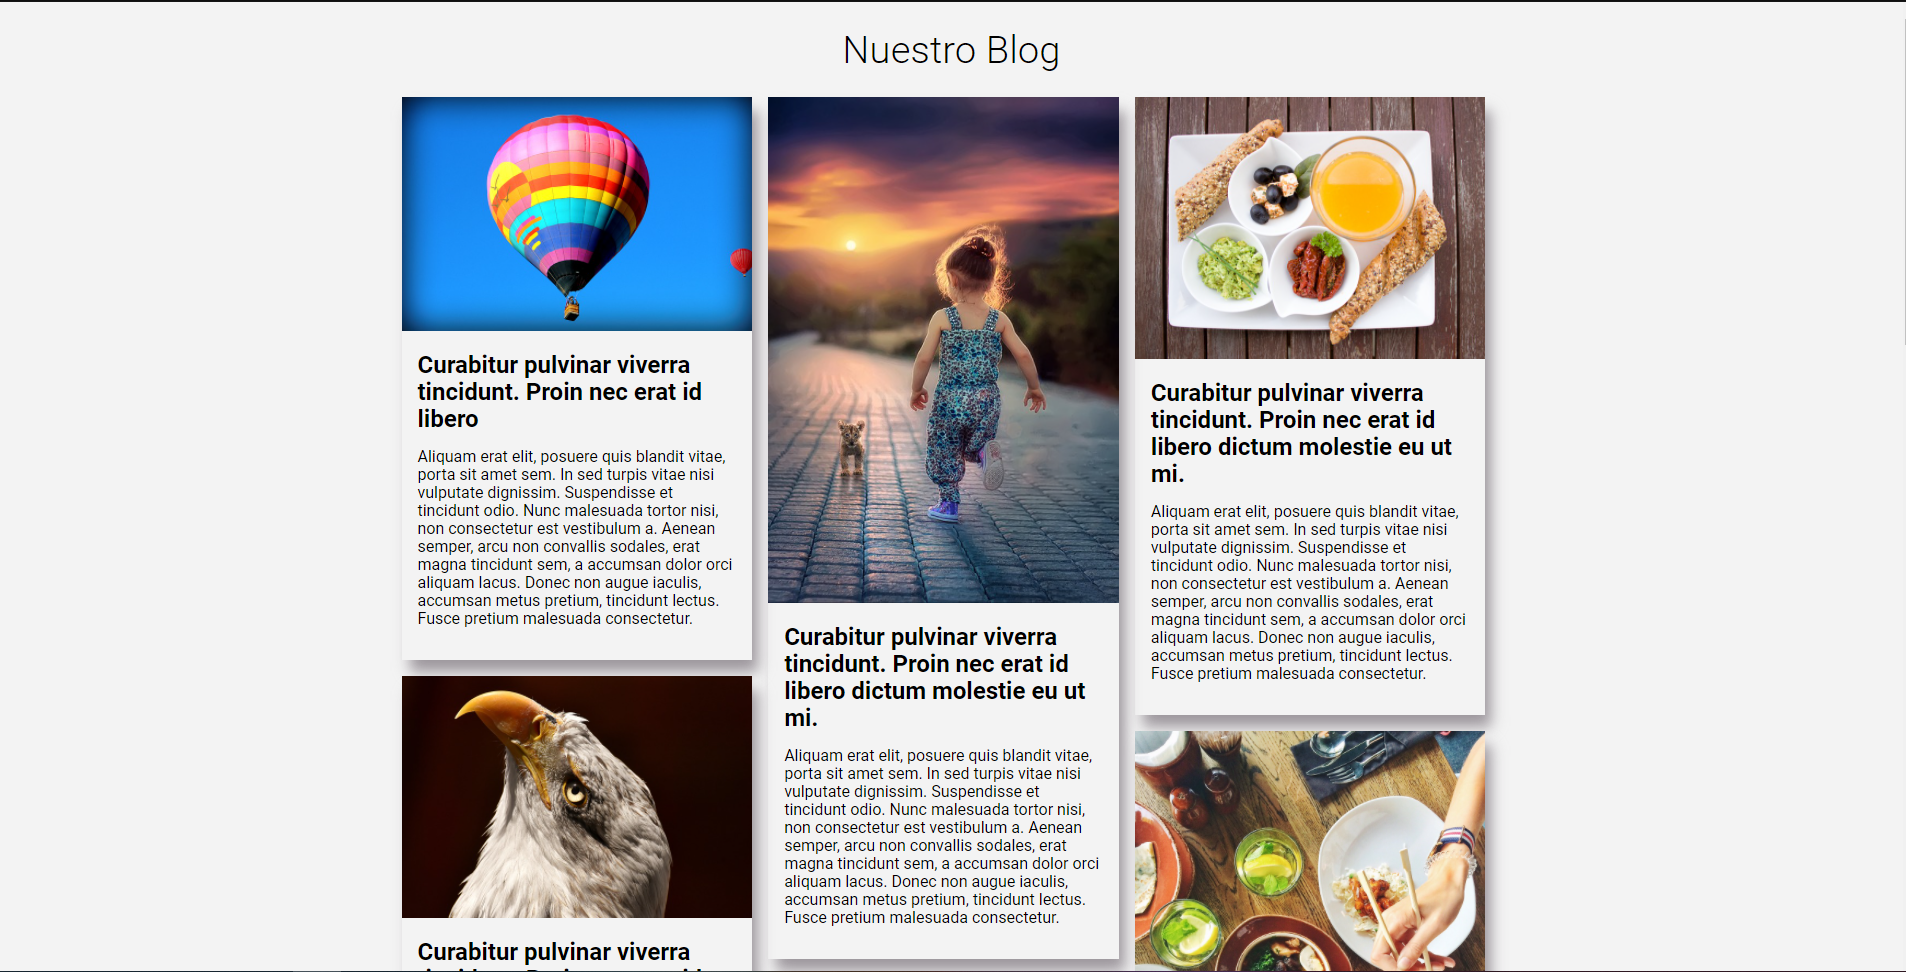 Nuestro Blog
Curabitur pulvinar viverra
tincidunt. Proin nec erat id
libero
Aliquam erat elit, posuere quis blandit vitae,
porta sit amet sem. In sed turpis vitae nisi
vulputate dignissim. Suspendisse et
tincidunt odio. Nunc malesuada tortor nisi,
non consectetur est vestibulum a. Aenean
semper, arcu non convallis sodales, erat
magna tincidunt sem, a accumsan dolor orci
aliquam lacus. Donec non augue iaculis,
accumsan metus pretium, tincidunt lectus.
Fusce pretium malesuada consectetur.
Curabitur pulvinar viverra
Curabitur pulvinar viverra
tincidunt. Proin nec erat id
libero dictum molestie eu ut
mi.
Aliquam erat elit, posuere quis blandit vitae,
porta sit amet sem. In sed turpis vitae nisi
vulputate dignissim. Suspendisse et
tincidunt odio. Nunc malesuada tortor nisi,
non consectetur est vestibulum a. Aenean
semper, arcu non convallis sodales, erat
magna tincidunt sem, a accumsan dolor orci
aliquam lacus. Donec non augue iaculis,
accumsan metus pretium, tincidunt lectus.
Fusce pretium malesuada consectetur.
Curabitur pulvinar viverra
tincidunt. Proin nec erat id
libero dictum molestie eu ut
mi.
Aliquam erat elit, posuere quis blandit vitae,
porta sit amet sem. In sed turpis vitae nisi
vulputate dignissim. Suspendisse et
tincidunt odio. Nunc malesuada tortor nisi,
non consectetur est vestibulum a. Aenean
semper, arcu non convallis sodales, erat
magna tincidunt sem, a accumsan dolor orci
aliquam lacus. Donec non augue iaculis,
accumsan metus pretium, tincidunt lectus.
Fusce pretium malesuada consectetur.